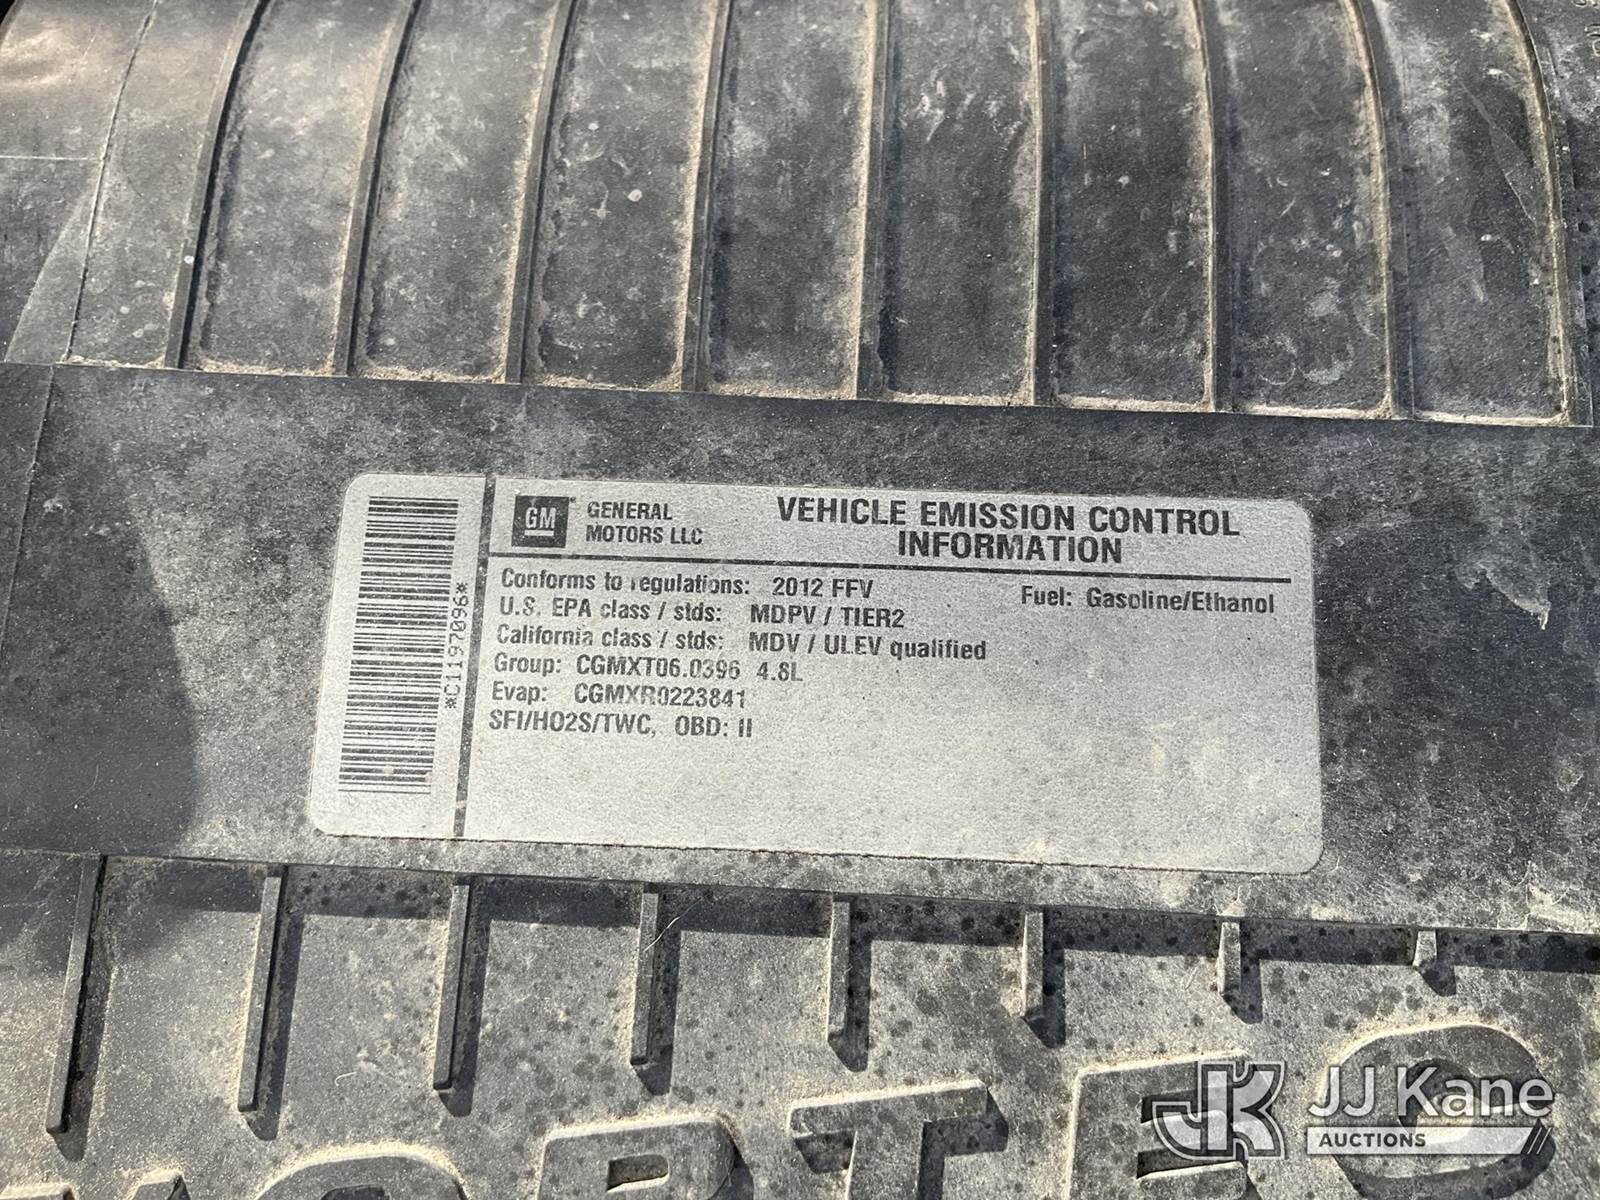 GM GENERAL MOTORS LLC
VEHICLE EMISSION CONTROL
INFORMATION
Conforms to regulations: 2012 FFV
Fuel: Gasoline/Ethanol
U.S. EPA class / stds: MDPV / TIER2
California class / stds: MDV / ULEV qualified
Group: CGMXT06.0396 4.8L
Evap: CGMXR0223841
SFI/HO2S/TWC, OBD: II
*C1197096*
JK JJ Kane
AUCTIONS